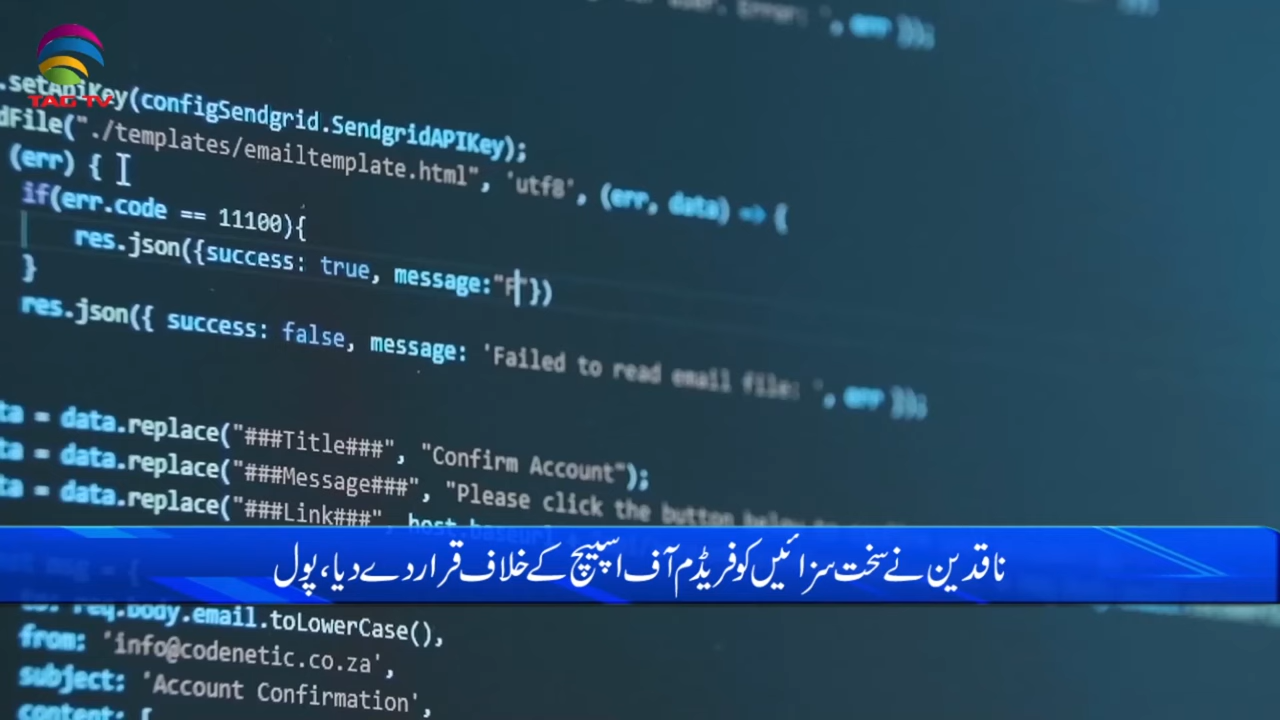 TAG TV
.setApiKey(configSendgrid.SendgridAPIKey);
dFile("./templates/emailtemplate.html", 'utf8', (err, data) => {
(err) {
if(err.code == 11100){
res.json({success: true, message:"F"})
}
res.json({ success: false, message: 'Failed to read email file: ', err });
ta = data.replace("###Title###", "Confirm Account");
ta = data.replace("###Message###", "Please click the button below to
ta = data.replace("###Link###", host.baseurl
ناقدین نے سخت سزائیں کو فریڈم آف اسپیچ کے خلاف قرار دے دیا، پول
req.body.email.toLowerCase(),
from: 'info@codenetic.co.za',
subject: 'Account Confirmation',
content: [